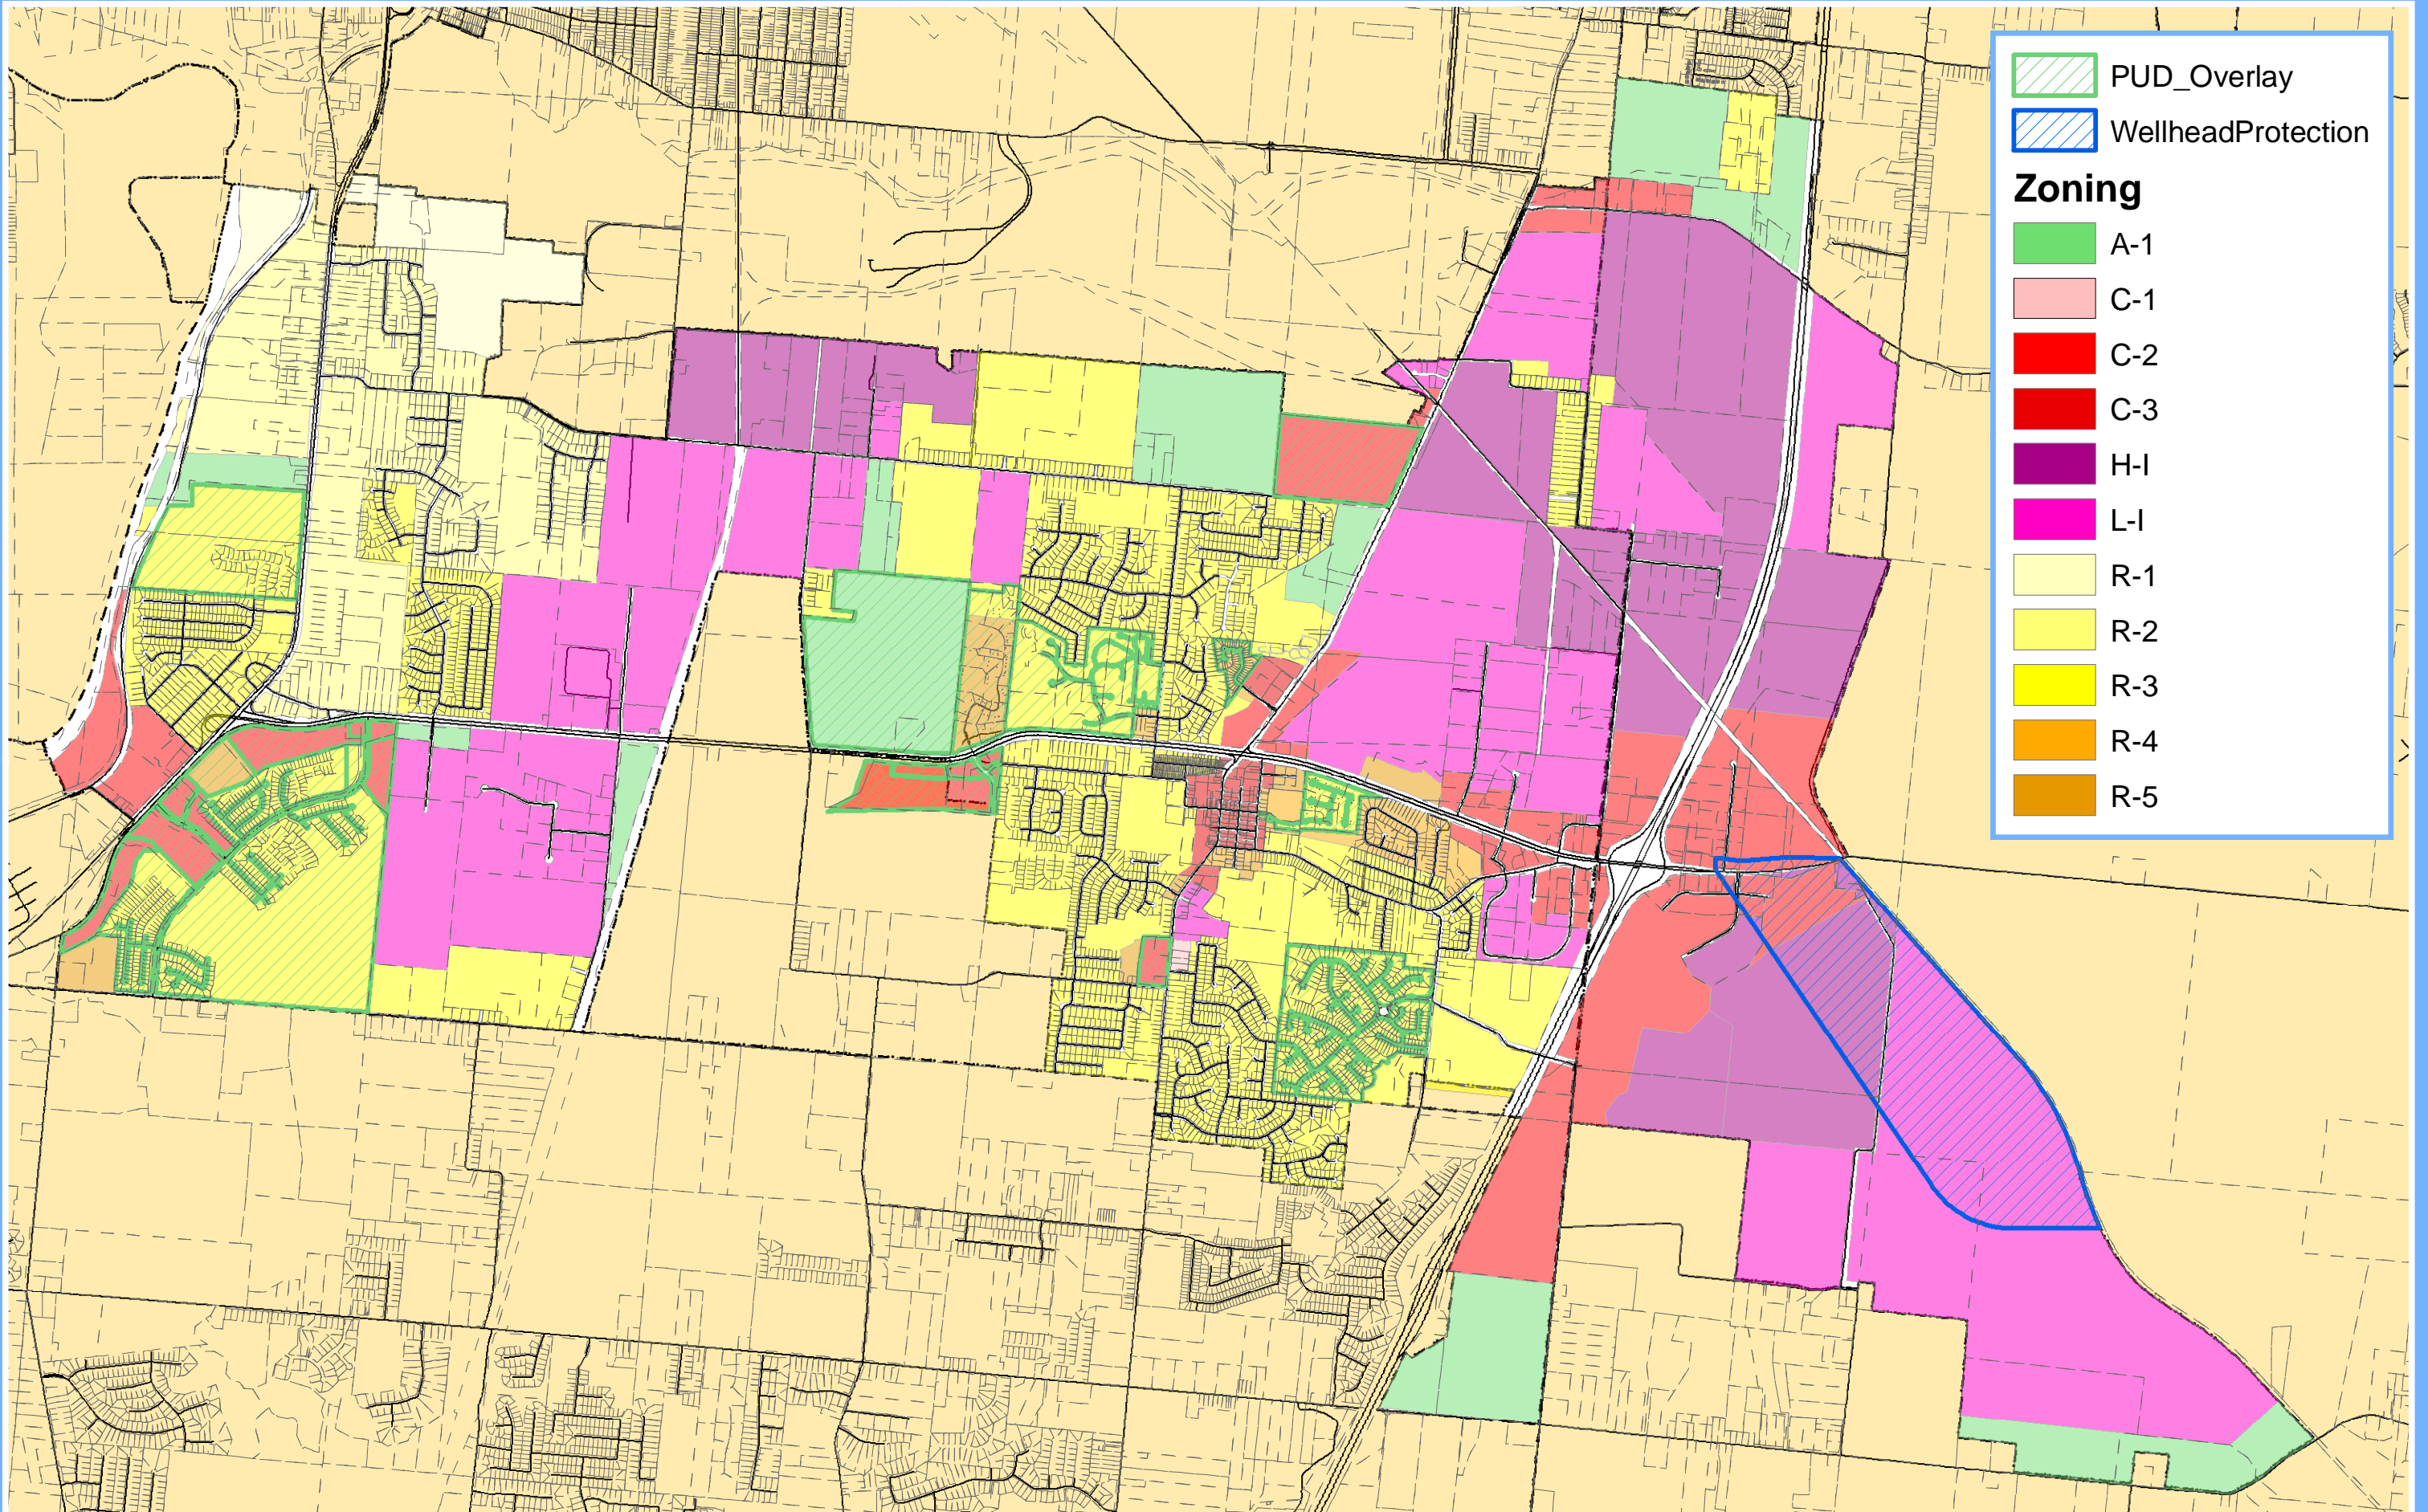 PUD_Overlay
WellheadProtection
Zoning
A-1
C-1
C-2
C-3
H-I
L-I
R-1
R-2
R-3
R-4
R-5